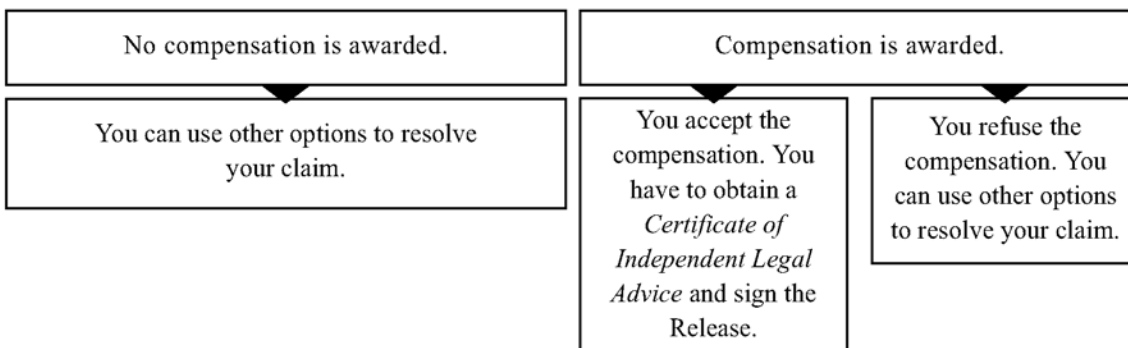 No compensation is awarded.
Compensation is awarded.
You can use other options to resolve
your claim.
You accept the
compensation. You
have to obtain a
Certificate of
Independent Legal
Advice and sign the
Release.
You refuse the
compensation. You
can use other options
to resolve your claim.